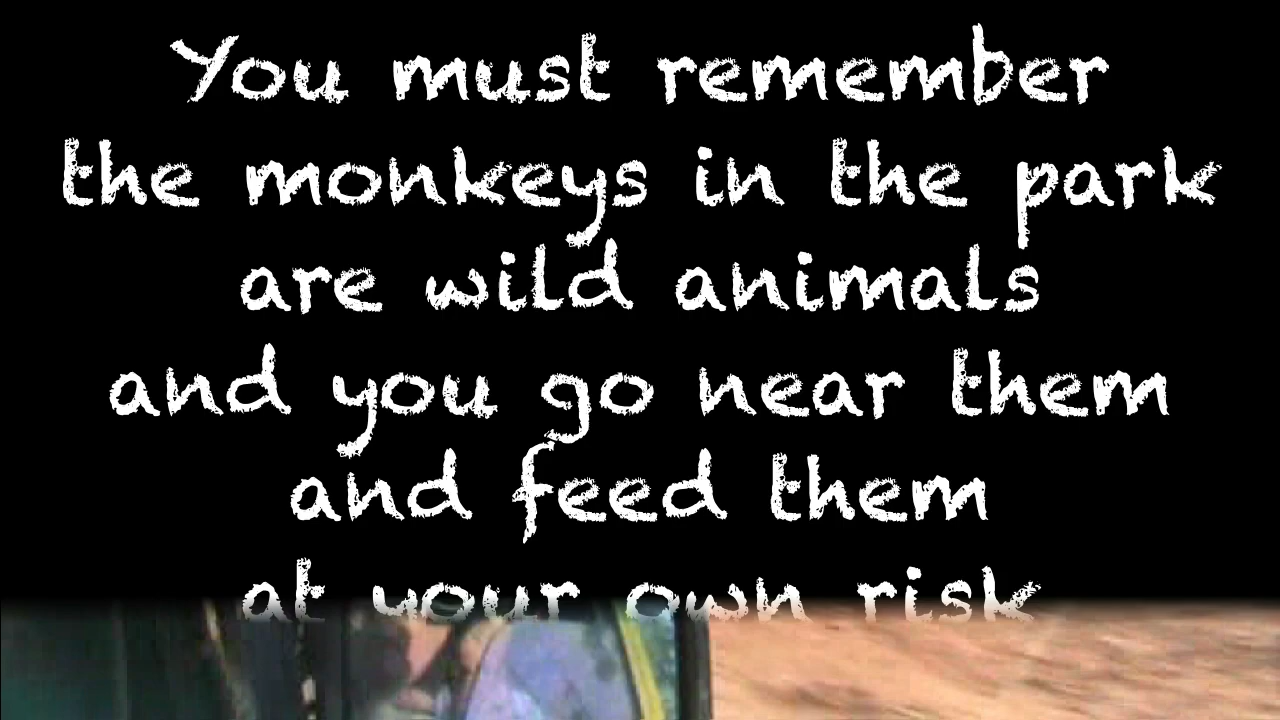 You must remember
the monkeys in the park
are wild animals
and you go near them
and feed them
at your own risk